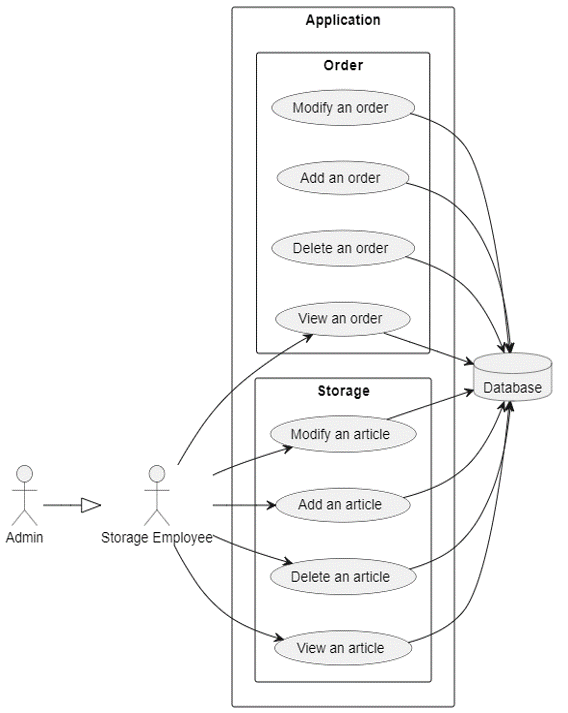 Application
Order
Modify an order
Add an order
Delete an order
View an order
Database
Storage
Modify an article
Add an article
Delete an article
View an article
Admin
Storage Employee